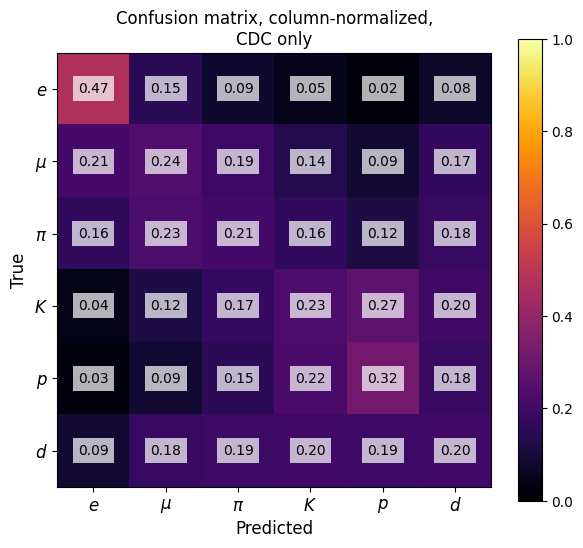 Confusion matrix, column-normalized,
CDC only
True
e 0.47 0.15 0.09 0.05 0.02 0.08
μ 0.21 0.24 0.19 0.14 0.09 0.17
π 0.16 0.23 0.21 0.16 0.12 0.18
K 0.04 0.12 0.17 0.23 0.27 0.20
p 0.03 0.09 0.15 0.22 0.32 0.18
d 0.09 0.18 0.19 0.20 0.19 0.20
e μ π K p d
Predicted
1.0
0.8
0.6
0.4
0.2
0.0